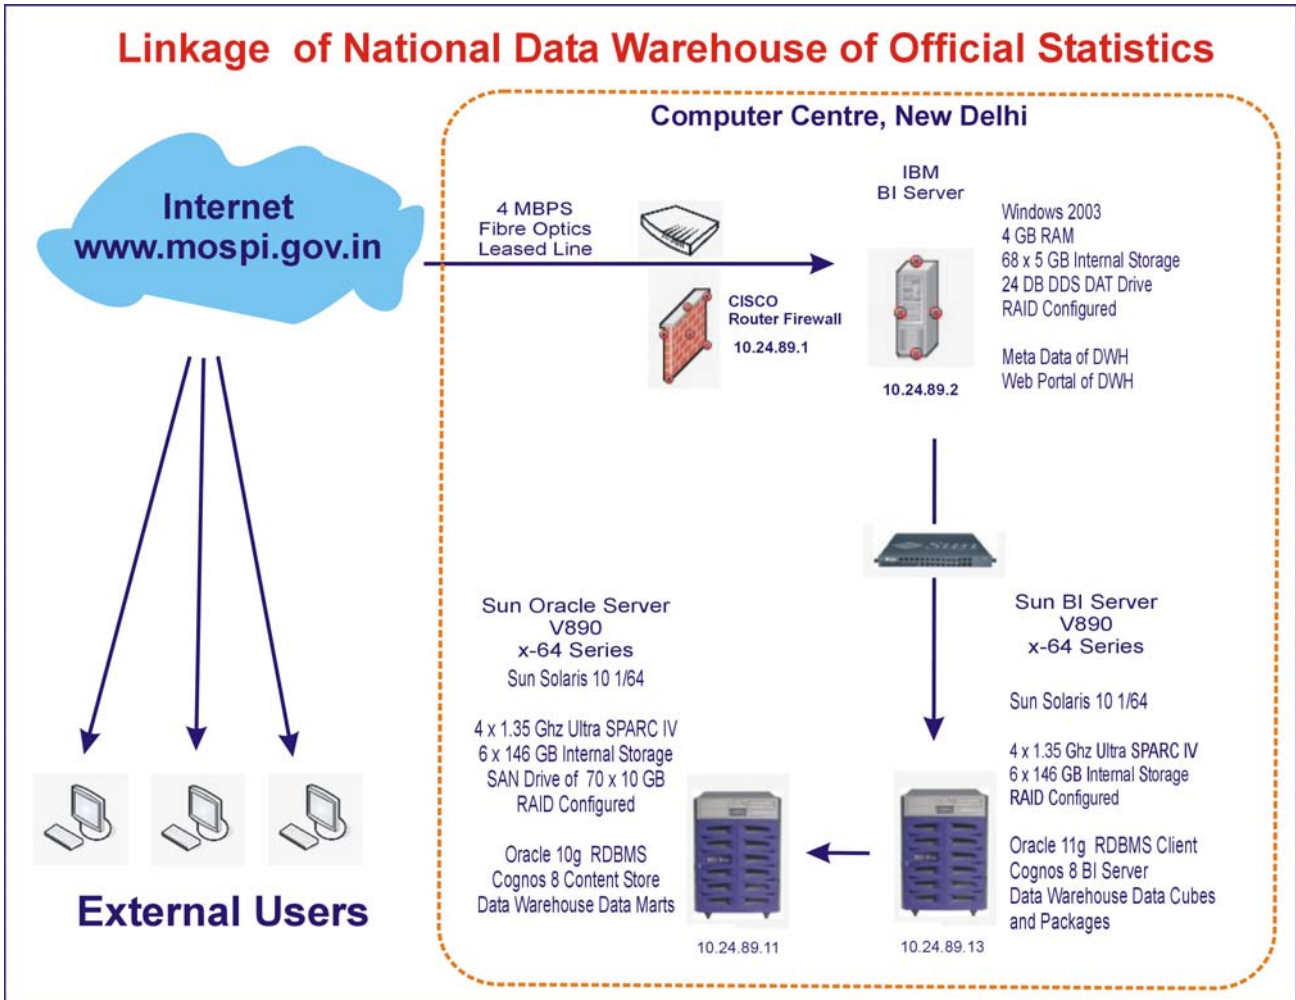 Linkage of National Data Warehouse of Official Statistics
Computer Centre, New Delhi
Internet
www.mospi.gov.in
4 MBPS
Fibre Optics
Leased Line
CISCO
Router Firewall
10.24.89.1
IBM
BI Server
10.24.89.2
Windows 2003
4 GB RAM
68 x 5 GB Internal Storage
24 DB DDS DAT Drive
RAID Configured
Meta Data of DWH
Web Portal of DWH
Sun
Sun Oracle Server
V890
x-64 Series
Sun Solaris 10 1/64
4 x 1.35 Ghz Ultra SPARC IV
6 x 146 GB Internal Storage
SAN Drive of 70 x 10 GB
RAID Configured
Oracle 10g RDBMS
Cognos 8 Content Store
Data Warehouse Data Marts
10.24.89.11
Sun BI Server
V890
x-64 Series
Sun Solaris 10 1/64
4 x 1.35 Ghz Ultra SPARC IV
6 x 146 GB Internal Storage
RAID Configured
Oracle 11g RDBMS Client
Cognos 8 BI Server
Data Warehouse Data Cubes
and Packages
10.24.89.13
External Users